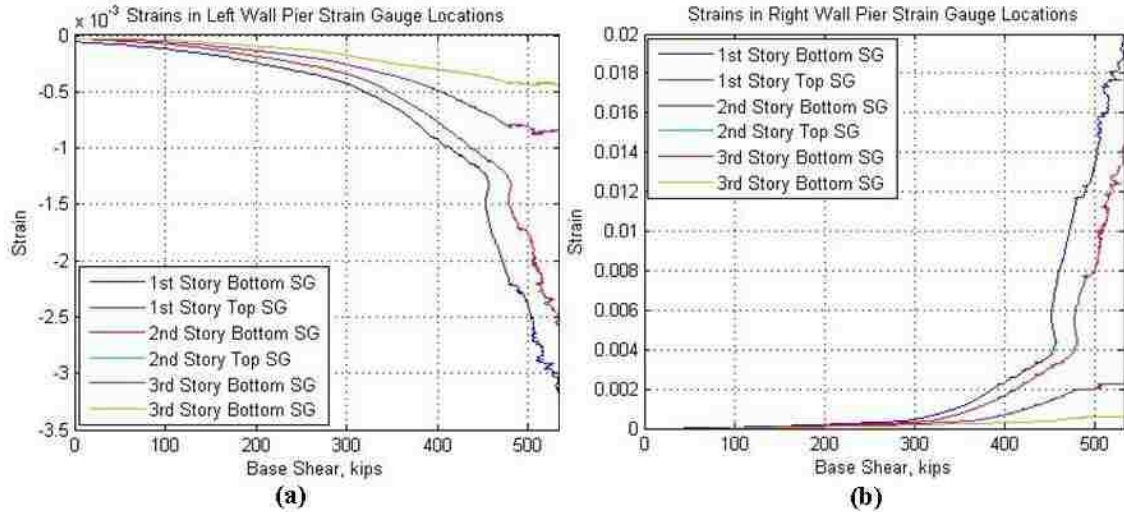 × 10⁻³
Strains in Left Wall Pier Strain Gauge Locations
0
-0.5
-1
-1.5
-2
-2.5
-3
-3.5
Strain
1st Story Bottom SG
1st Story Top SG
2nd Story Bottom SG
2nd Story Top SG
3rd Story Bottom SG
3rd Story Bottom SG
0 100 200 300 400 500
Base Shear, kips
(a)
Strains in Right Wall Pier Strain Gauge Locations
0.02
0.018
0.016
0.014
0.012
0.01
0.008
0.006
0.004
0.002
0
Strain
1st Story Bottom SG
1st Story Top SG
2nd Story Bottom SG
2nd Story Top SG
3rd Story Bottom SG
3rd Story Bottom SG
0 100 200 300 400 500
Base Shear, kips
(b)